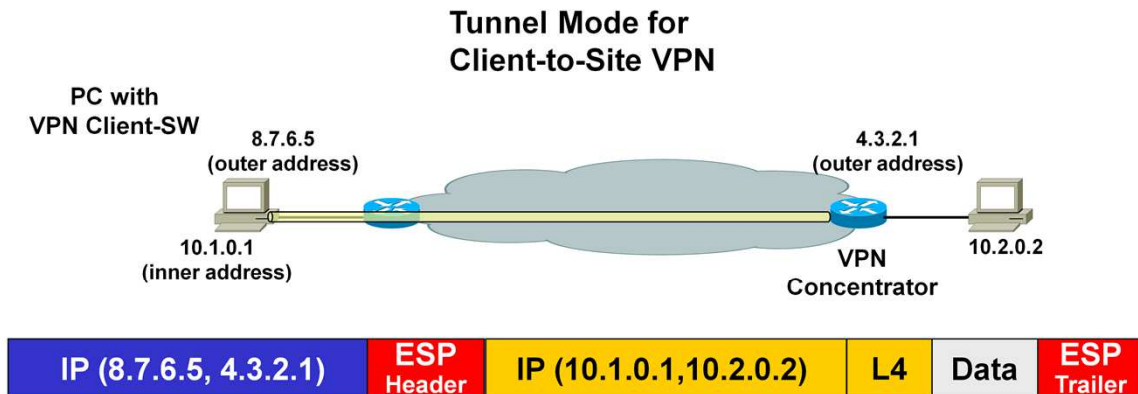 Tunnel Mode for
Client-to-Site VPN
PC with
VPN Client-SW
8.7.6.5
(outer address)
4.3.2.1
(outer address)
10.1.0.1
(inner address)
VPN
Concentrator
10.2.0.2
IP (8.7.6.5, 4.3.2.1)
ESP
Header
IP (10.1.0.1,10.2.0.2)
L4
Data
ESP
Trailer